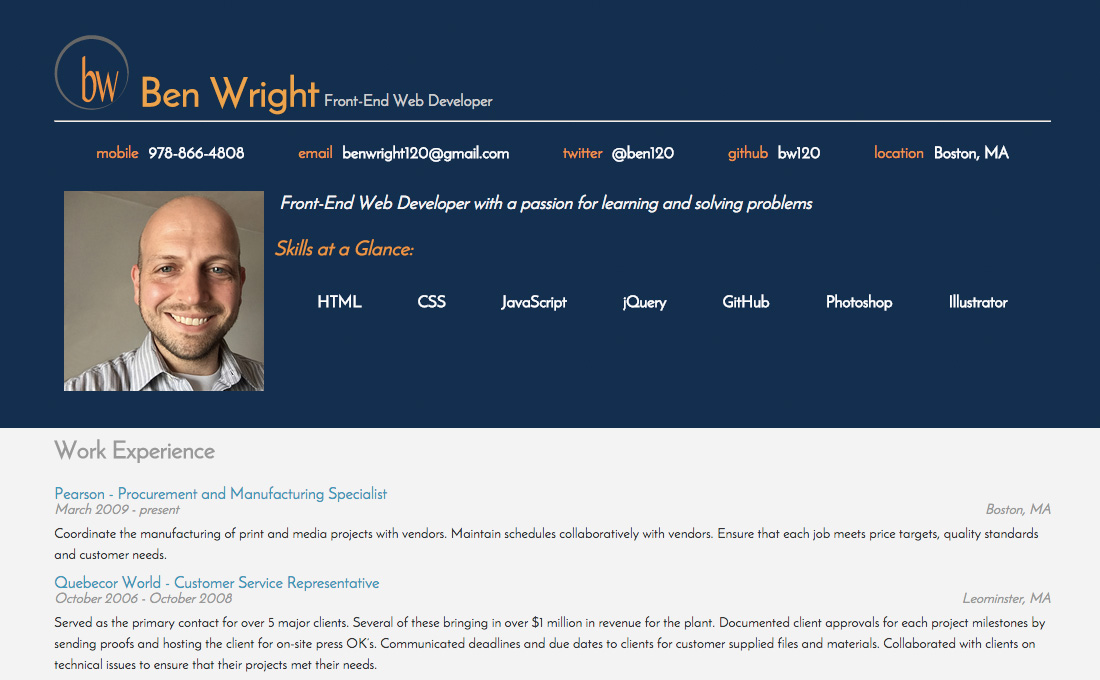 bw
Ben Wright Front-End Web Developer
mobile 978-866-4808 email benwright120@gmail.com twitter @ben120 github bw120 location Boston, MA
Front-End Web Developer with a passion for learning and solving problems
Skills at a Glance:
HTML CSS JavaScript jQuery GitHub Photoshop Illustrator
Work Experience
Pearson - Procurement and Manufacturing Specialist
March 2009 - present Boston, MA
Coordinate the manufacturing of print and media projects with vendors. Maintain schedules collaboratively with vendors. Ensure that each job meets price targets, quality standards
and customer needs.
Quebecor World - Customer Service Representative
October 2006 - October 2008 Leominster, MA
Served as the primary contact for over 5 major clients. Several of these bringing in over $1 million in revenue for the plant. Documented client approvals for each project milestones by
sending proofs and hosting the client for on-site press OK's. Communicated deadlines and due dates to clients for customer supplied files and materials. Collaborated with clients on
technical issues to ensure that their projects met their needs.